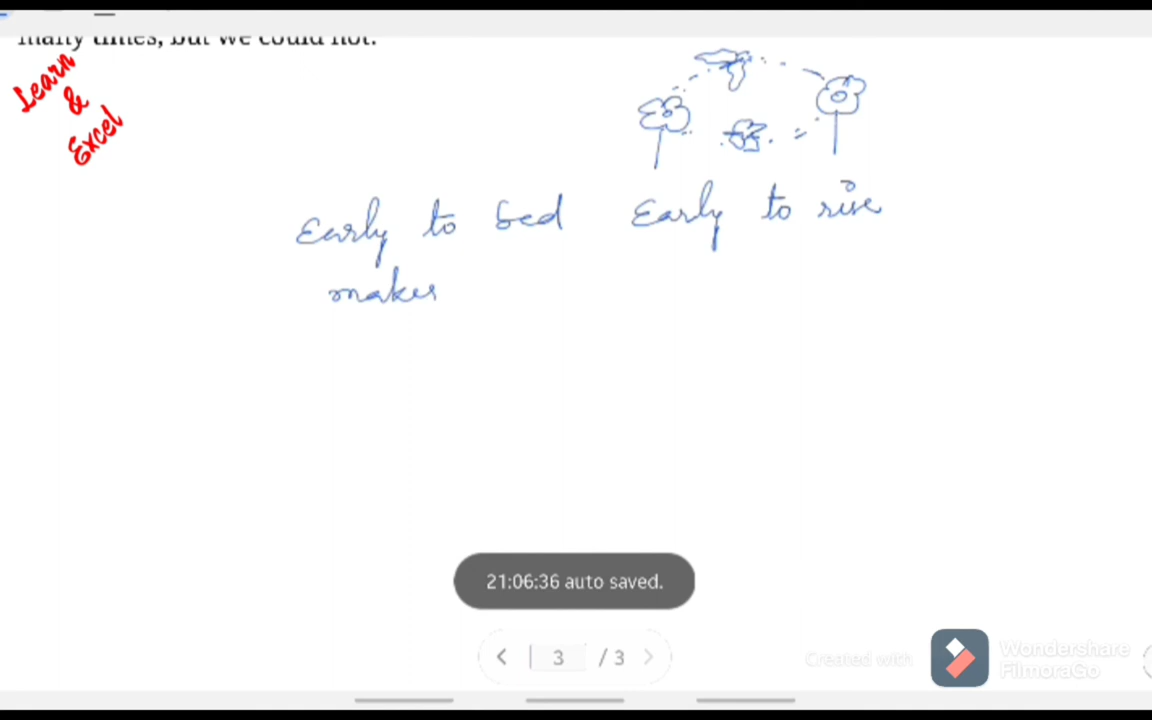 many times, but we could not.
Learn
&
Excel
Early to bed Early to rise
makes
21:06:36 auto saved.
3 / 3
Created with Wondershare
FilmoraGo